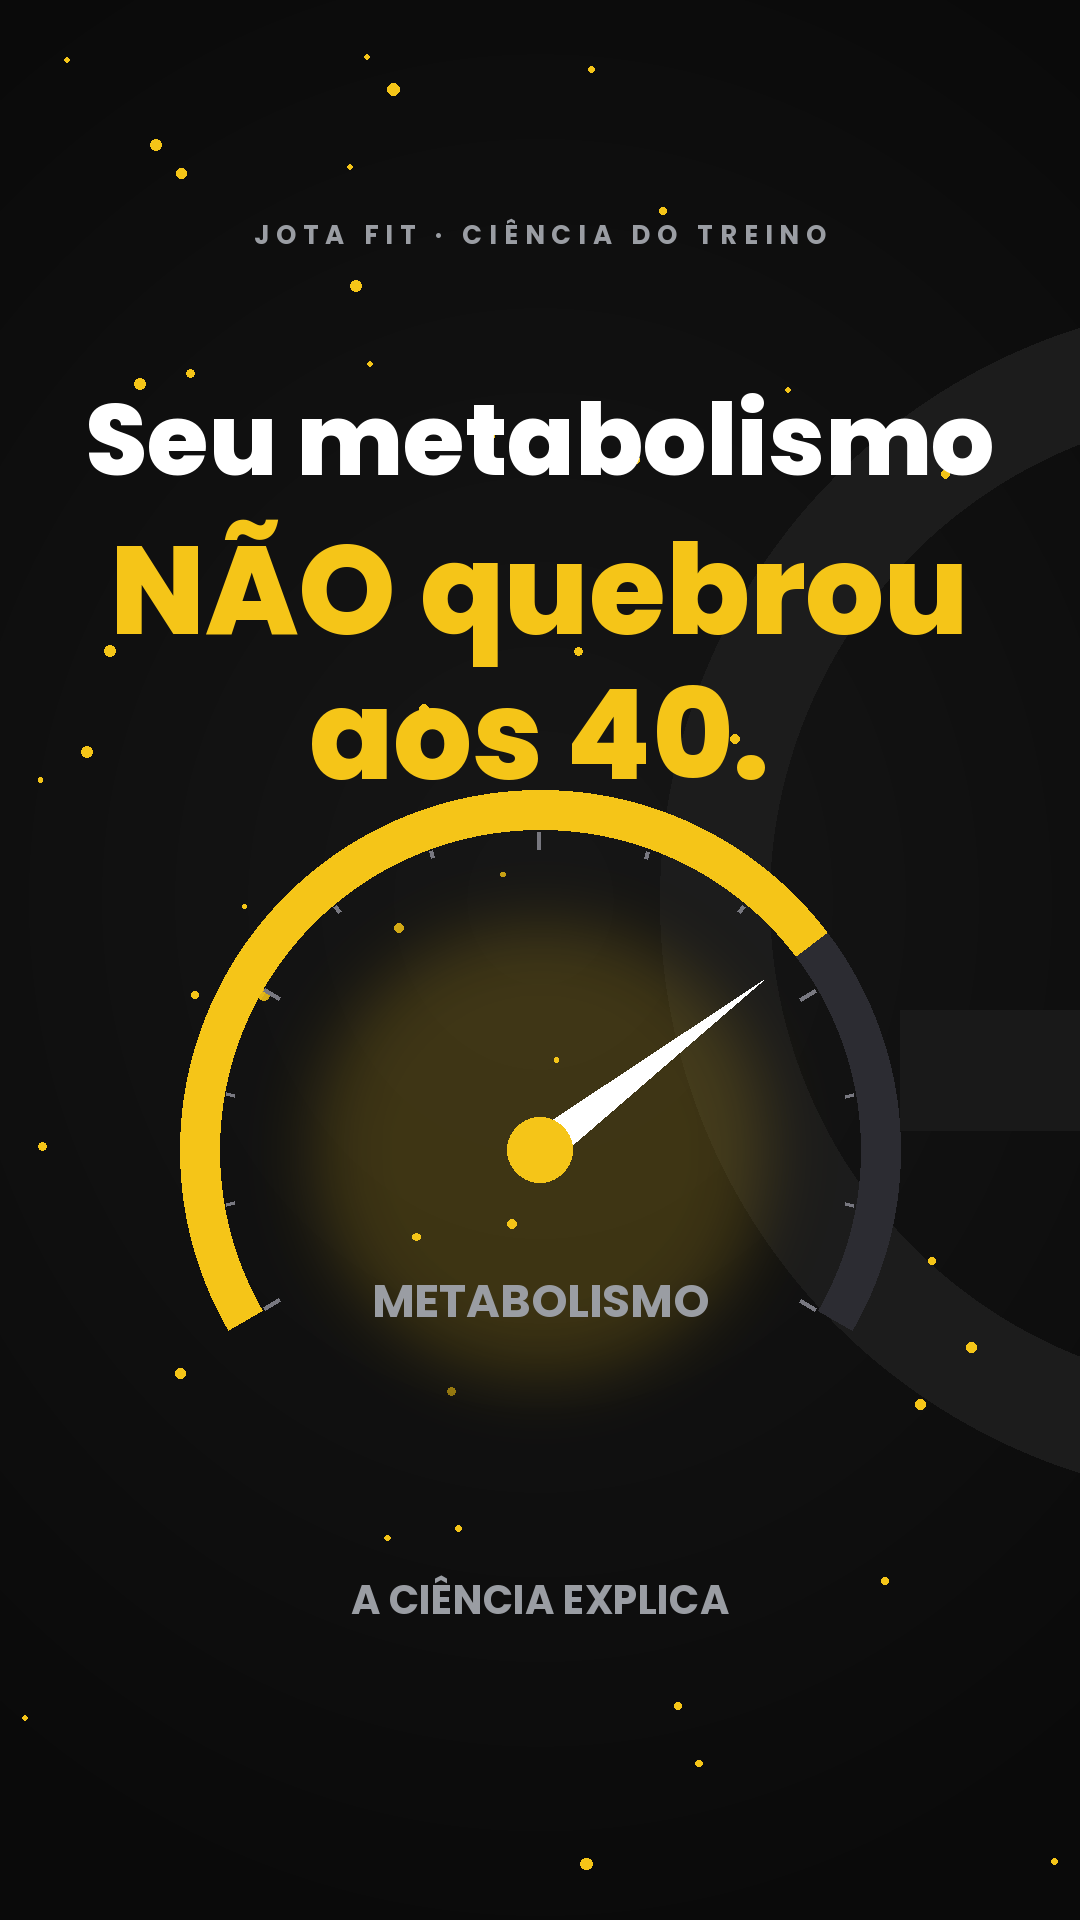 JOTA FIT · CIÊNCIA DO TREINO
Seu metabolismo
NÃO quebrou
aos 40.
METABOLISMO
A CIÊNCIA EXPLICA